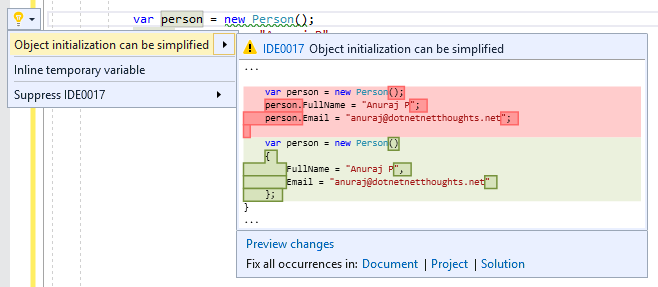 var person = new Person();
Object initialization can be simplified
Inline temporary variable
Suppress IDE0017
IDE0017 Object initialization can be simplified
...
var person = new Person();
person.FullName = "Anuraj P";
person.Email = "anuraj@dotnetnetthoughts.net";
var person = new Person()
{
FullName = "Anuraj P",
Email = "anuraj@dotnetnetthoughts.net"
};
}
...
Preview changes
Fix all occurrences in: Document | Project | Solution